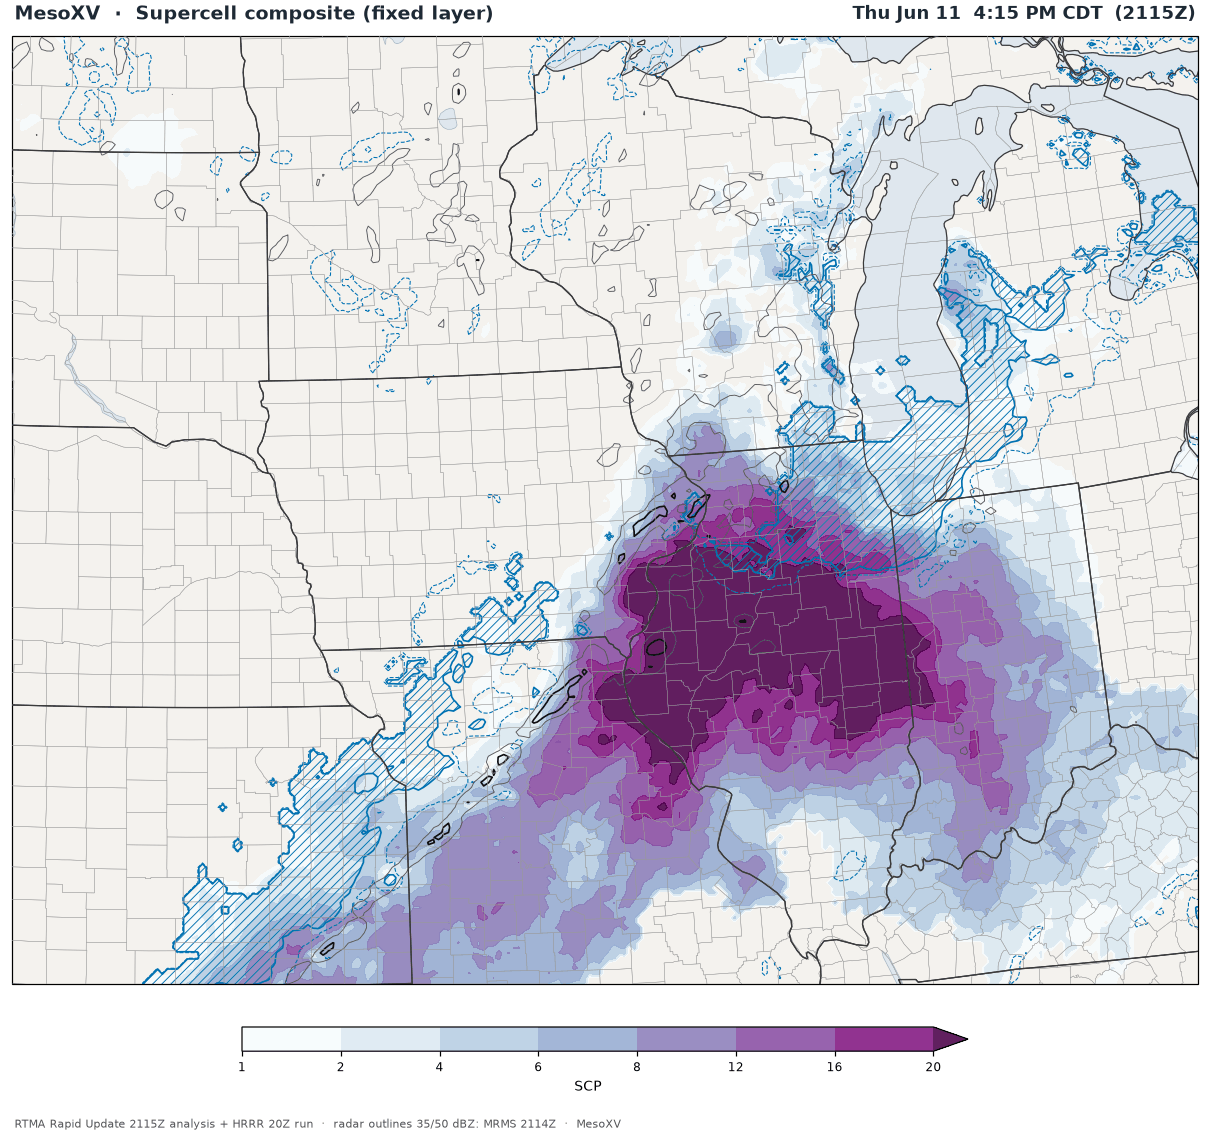 MesoXV · Supercell composite (fixed layer)
Thu Jun 11 4:15 PM CDT (2115Z)
1 2 4 6 8 12 16 20
SCP
RTMA Rapid Update 2115Z analysis + HRRR 20Z run · radar outlines 35/50 dBZ: MRMS 2114Z · MesoXV